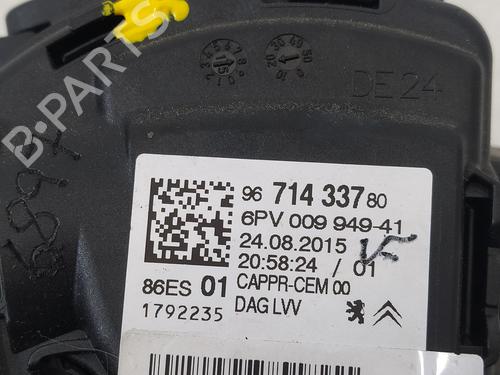 B-PARTS
DE24
15
96 714 337 80
6PV 009 949-41
24.08.2015
20:58:24 / 01
86ES 01 CAPPR-CEM 00
1792235 DAG LVV